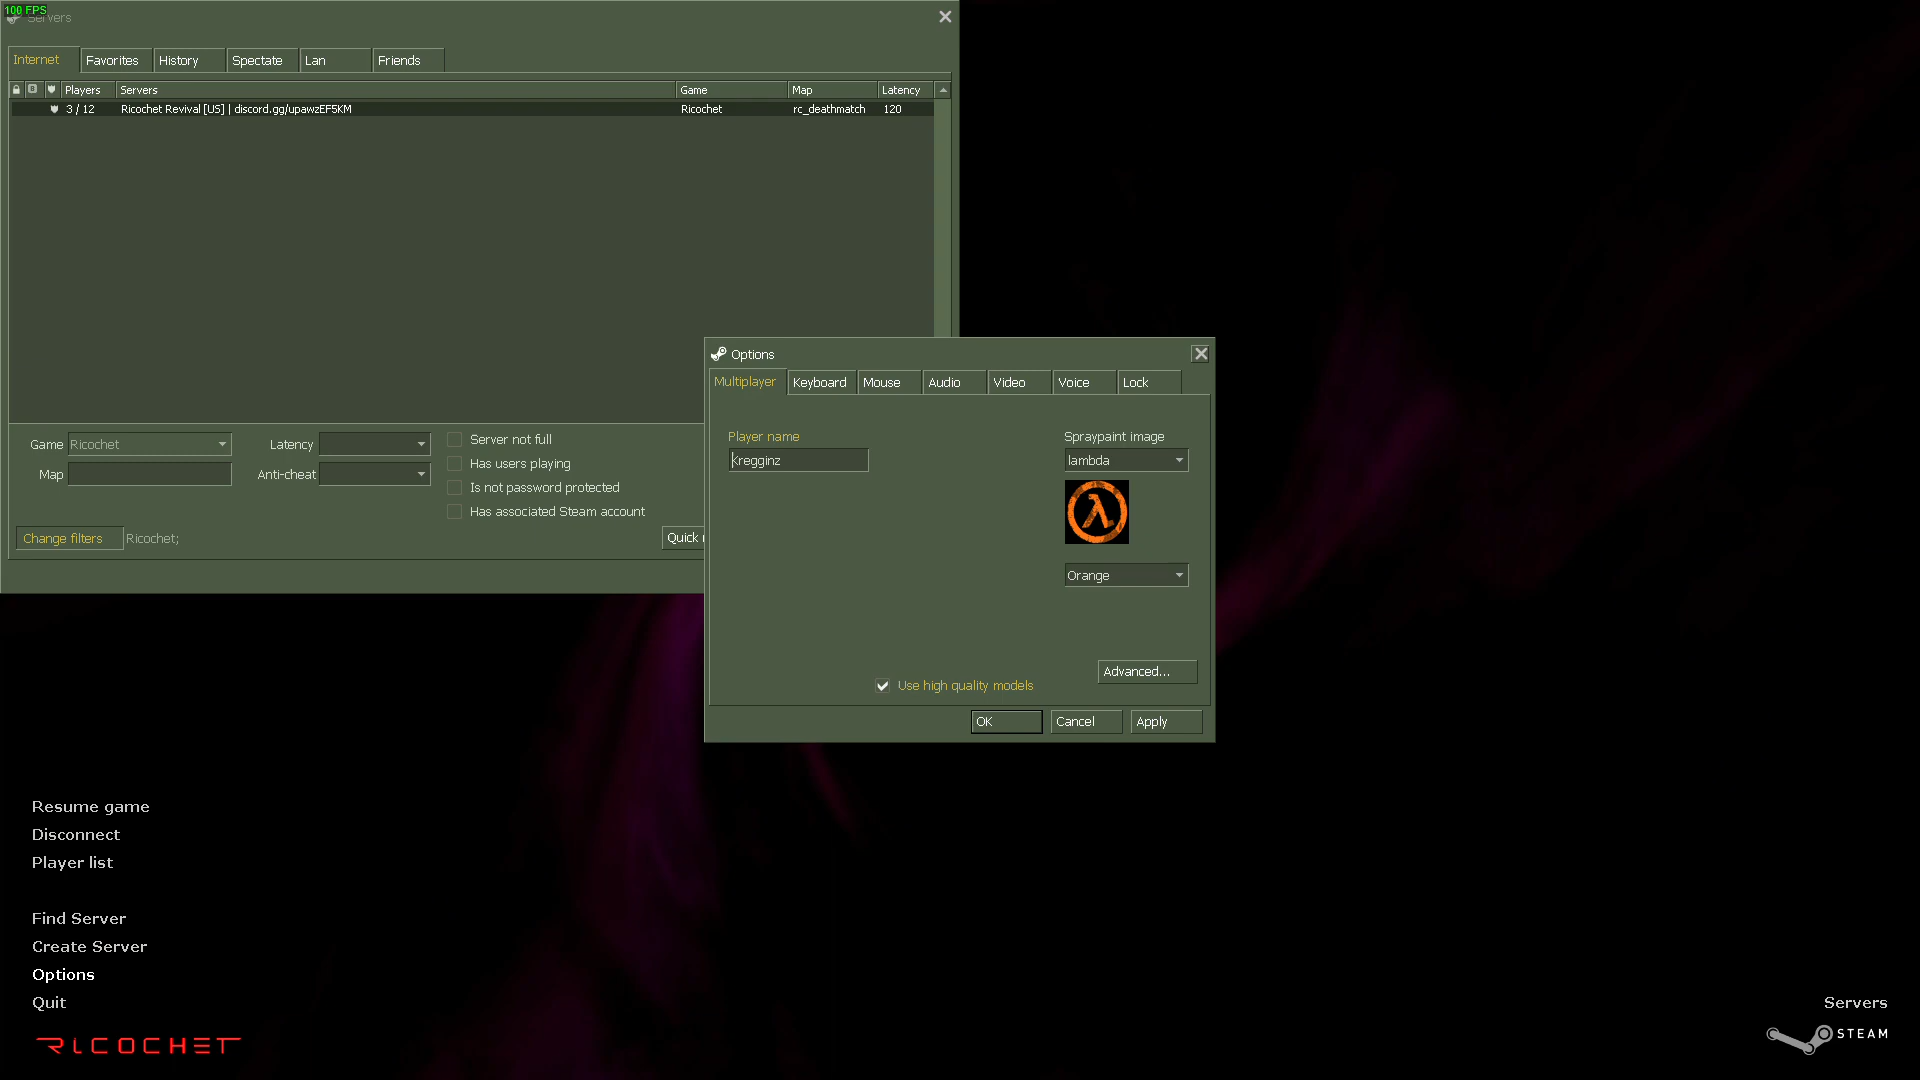 100 FPS
Servers
Internet Favorites History Spectate Lan Friends
Players Servers Game Map Latency
3 / 12 Ricochet Revival [US] | discord.gg/upawzEF5KM Ricochet rc_deathmatch 120
Game Ricochet Latency Server not full
Has users playing
Map Anti-cheat
Is not password protected
Has associated Steam account
Change filters Ricochet; Quick
Options
Multiplayer Keyboard Mouse Audio Video Voice Lock
Player name Spraypaint image
Kregginz lambda
Orange
Advanced...
Use high quality models
OK Cancel Apply
Resume game
Disconnect
Player list
Find Server
Create Server
Options
Quit
RICOCHET
Servers
STEAM